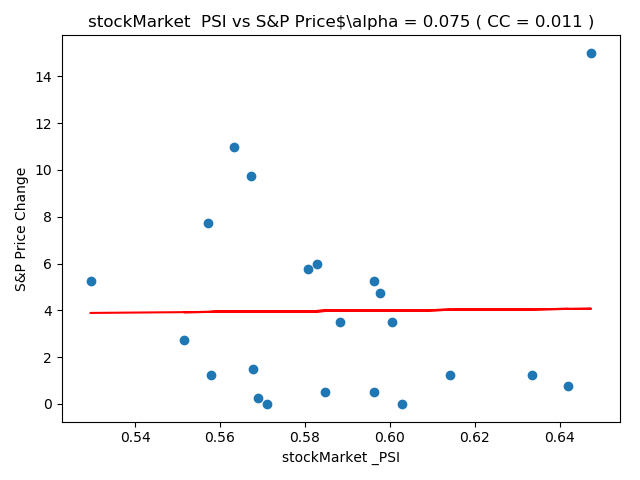 stockMarket  PSI vs S&P Price$\alpha = 0.075 ( CC = 0.011 )
S&P Price Change
14
12
10
8
6
4
2
0
0.54 0.56 0.58 0.60 0.62 0.64
stockMarket _PSI